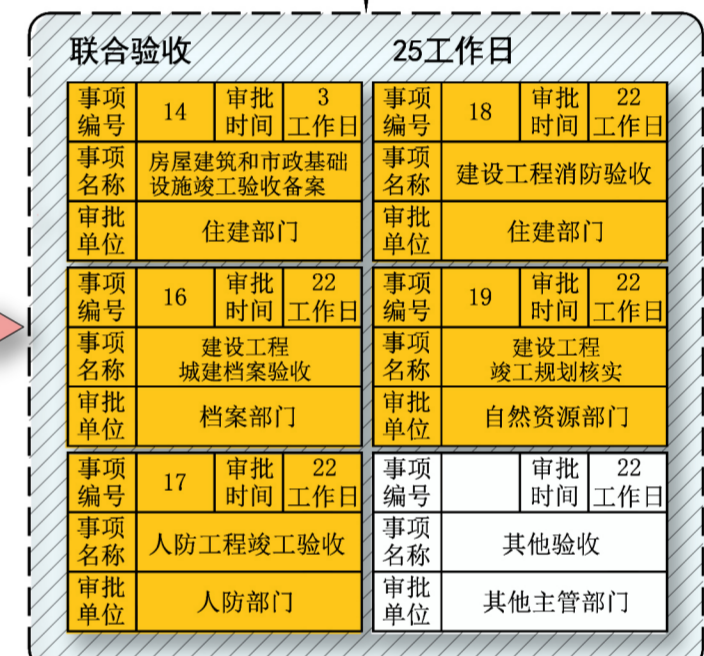 联合验收 25工作日
事项编号 14 审批时间 3工作日
事项名称 房屋建筑和市政基础
设施竣工验收备案
审批单位 住建部门
事项编号 18 审批时间 22工作日
事项名称 建设工程消防验收
审批单位 住建部门
事项编号 16 审批时间 22工作日
事项名称 建设工程
城建档案验收
审批单位 档案部门
事项编号 19 审批时间 22工作日
事项名称 建设工程
竣工规划核实
审批单位 自然资源部门
事项编号 17 审批时间 22工作日
事项名称 人防工程竣工验收
审批单位 人防部门
事项编号 审批时间 22工作日
事项名称 其他验收
审批单位 其他主管部门